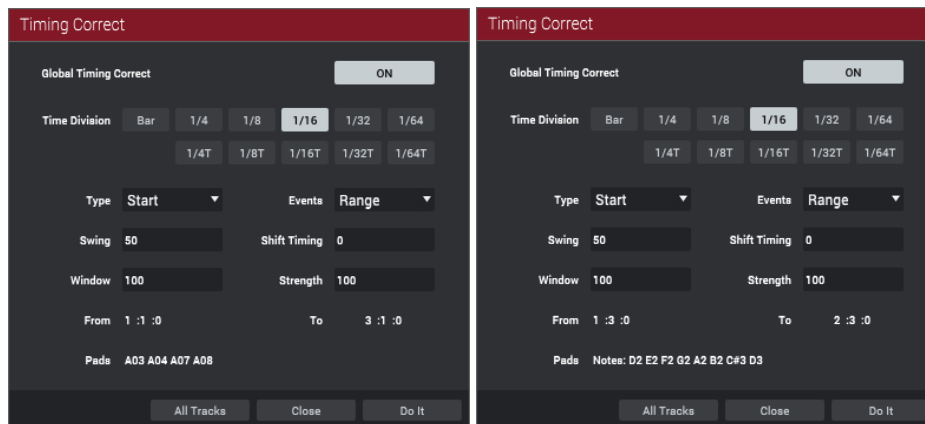 Timing Correct
Global Timing Correct ON
Time Division Bar 1/4 1/8 1/16 1/32 1/64
1/4T 1/8T 1/16T 1/32T 1/64T
Type Start Events Range
Swing 50 Shift Timing 0
Window 100 Strength 100
From 1 :1 :0 To 3 :1 :0
Pads A03 A04 A07 A08
All Tracks Close Do It
Timing Correct
Global Timing Correct ON
Time Division Bar 1/4 1/8 1/16 1/32 1/64
1/4T 1/8T 1/16T 1/32T 1/64T
Type Start Events Range
Swing 50 Shift Timing 0
Window 100 Strength 100
From 1 :3 :0 To 2 :3 :0
Pads Notes: D2 E2 F2 G2 A2 B2 C#3 D3
All Tracks Close Do It